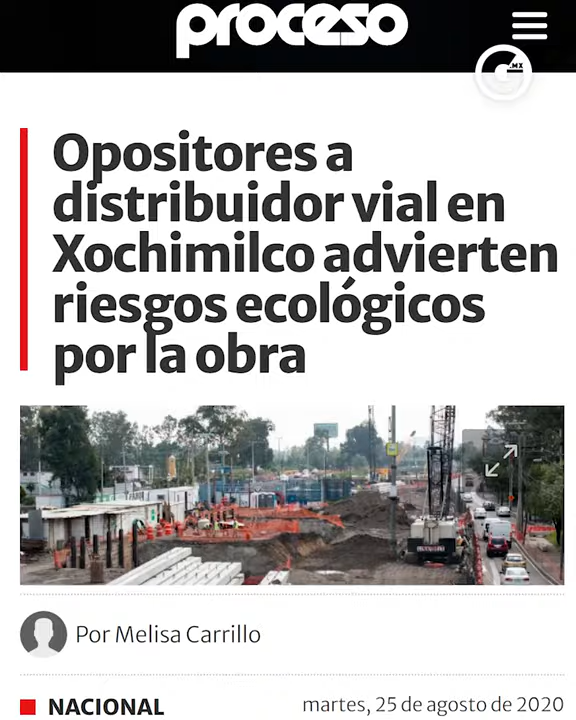 proceso
G.MX
Opositores a
distribuidor vial en
Xochimilco advierten
riesgos ecológicos
por la obra
Por Melisa Carrillo
NACIONAL
martes, 25 de agosto de 2020